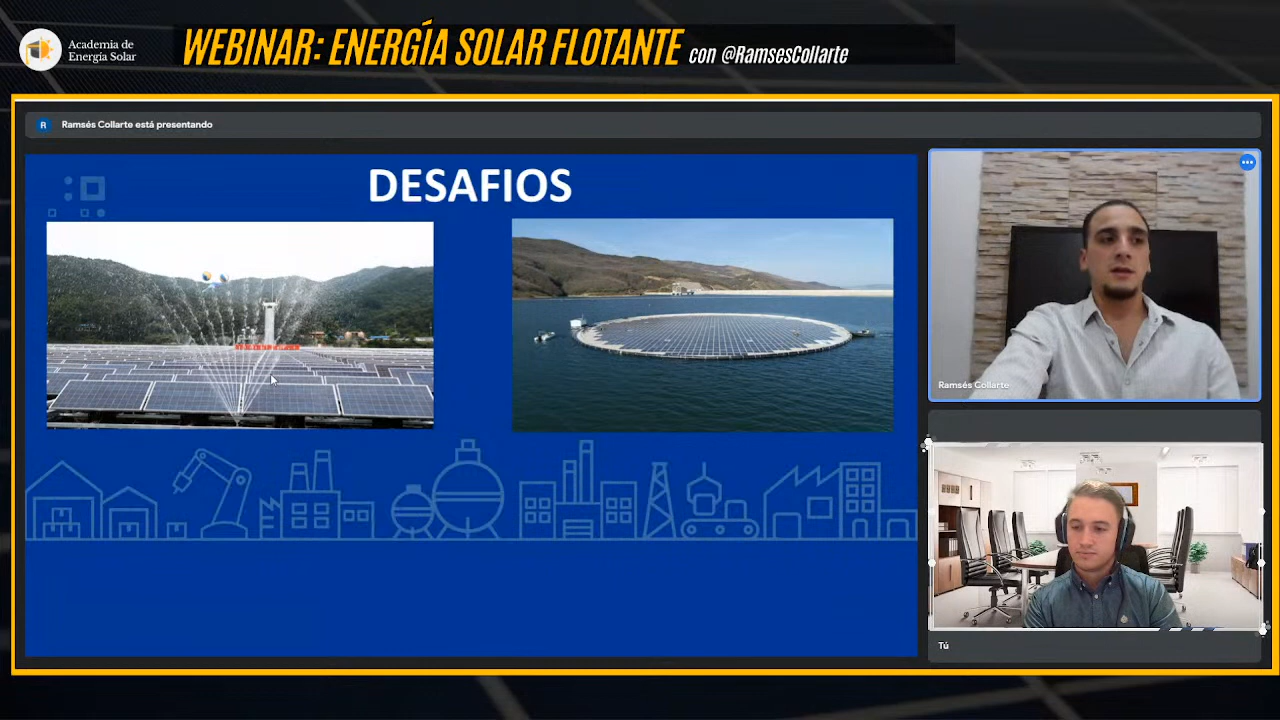 Academia de
Energía Solar
WEBINAR: ENERGÍA SOLAR FLOTANTE con @RamsesCollarte
R
Ramsés Collarte está presentando
DESAFIOS
Ramsés Collarte
Tú